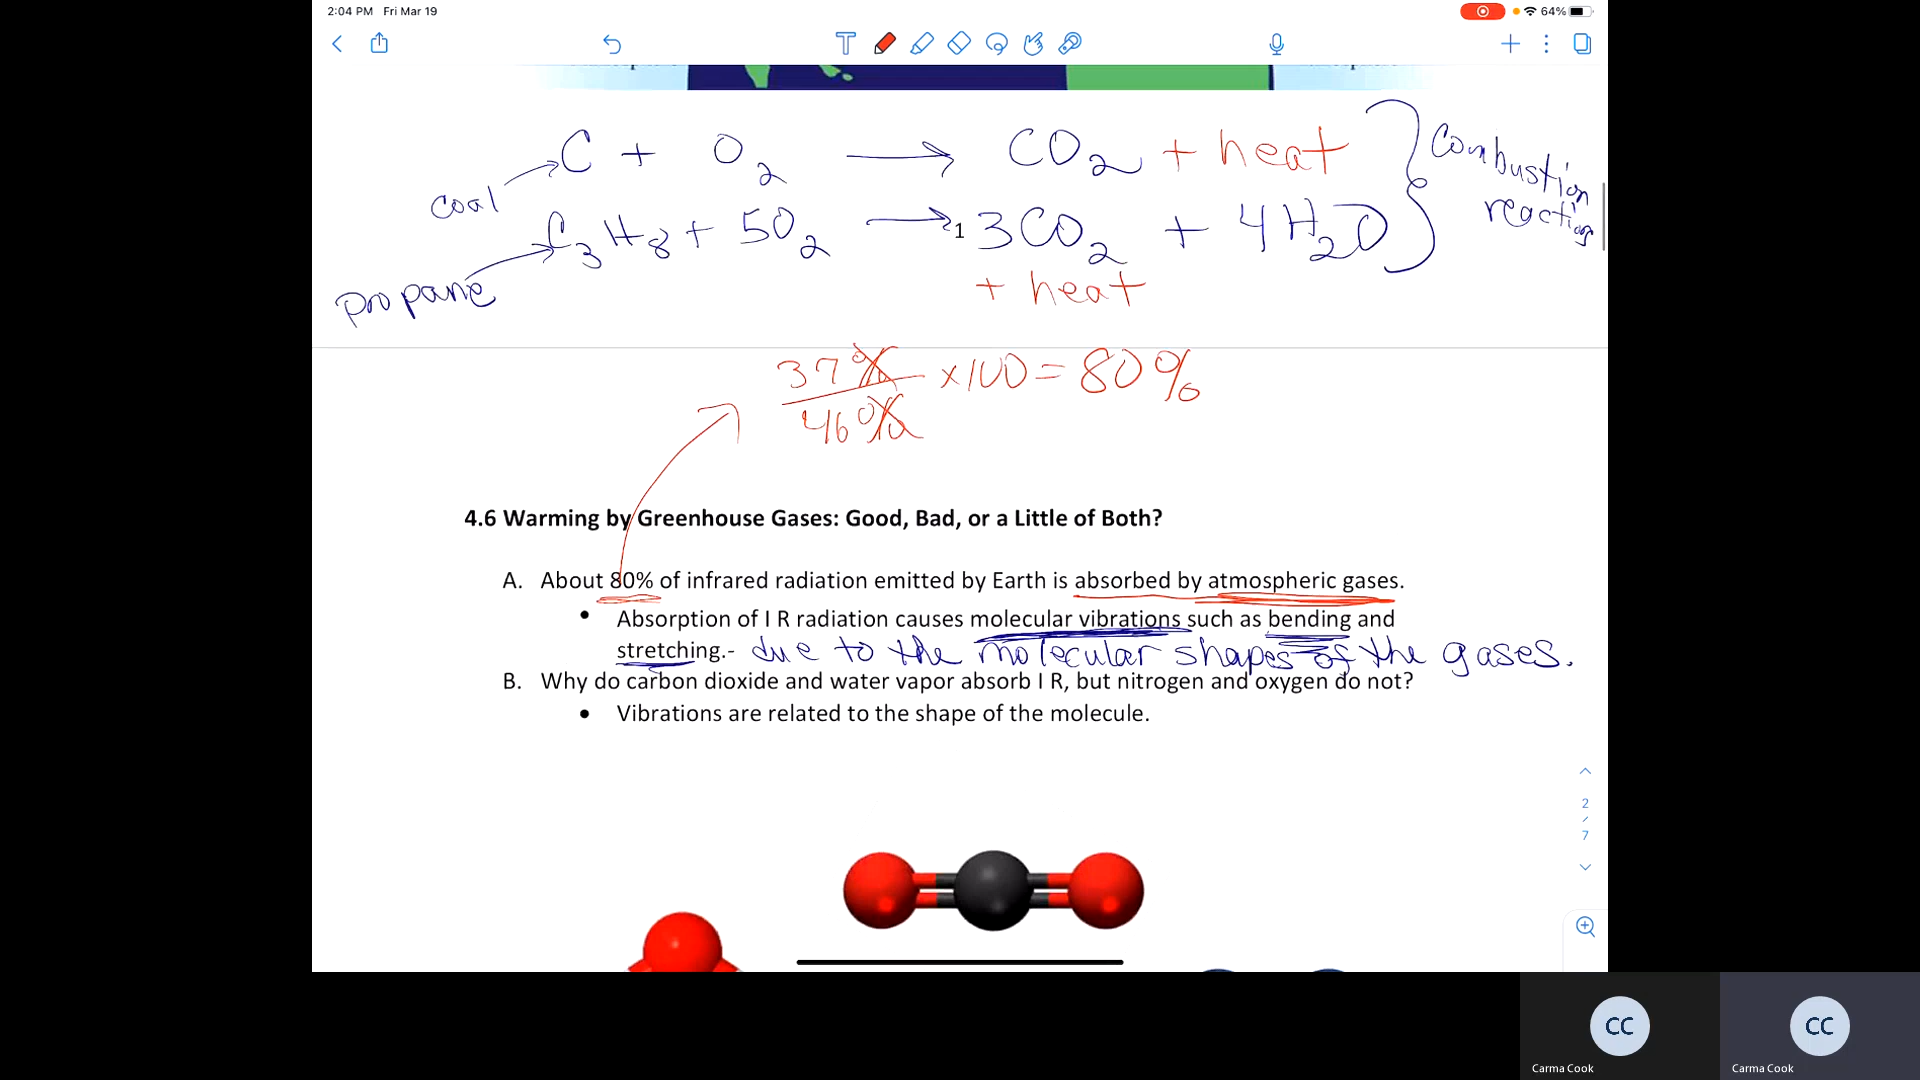 2:04 PM Fri Mar 19
64%
C + O2 → CO2 + heat
Combustion
reaction
coal
C3H8 + 5O2 → 3CO2 + 4H2O
1
+ heat
propane
37% / 46% x100 = 80%
4.6 Warming by Greenhouse Gases: Good, Bad, or a Little of Both?
A. About 80% of infrared radiation emitted by Earth is absorbed by atmospheric gases.
• Absorption of I R radiation causes molecular vibrations such as bending and
stretching.- due to the molecular shapes of the gases.
B. Why do carbon dioxide and water vapor absorb I R, but nitrogen and oxygen do not?
• Vibrations are related to the shape of the molecule.
2
/
7
CC
CC
Carma Cook
Carma Cook